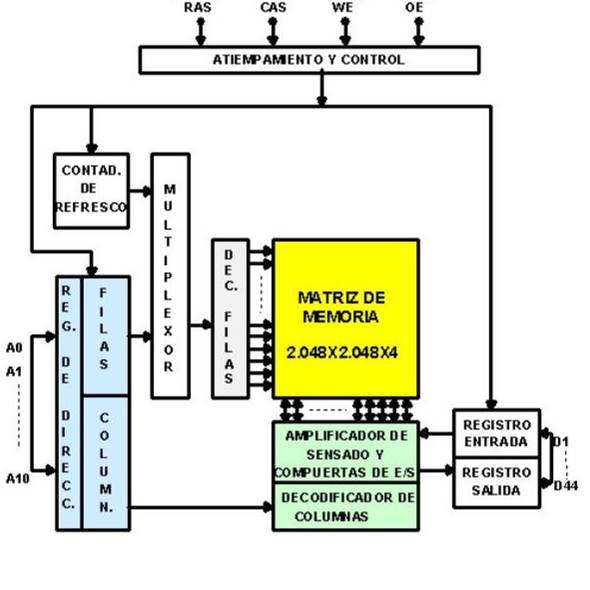 RAS CAS WE OE
ATIEMPAMIENTO Y CONTROL
CONTAD.
DE
REFRESCO
MULTIPLEXOR
DEC. FILAS
MATRIZ DE
MEMORIA
2.048X2.048X4
REG. DE DIRECC.
FILAS
COLUMN.
A0
A1
A10
AMPLIFICADOR DE
SENSADO Y
COMPUERTAS DE E/S
DECODIFICADOR DE
COLUMNAS
REGISTRO
ENTRADA
REGISTRO
SALIDA
D1
D44